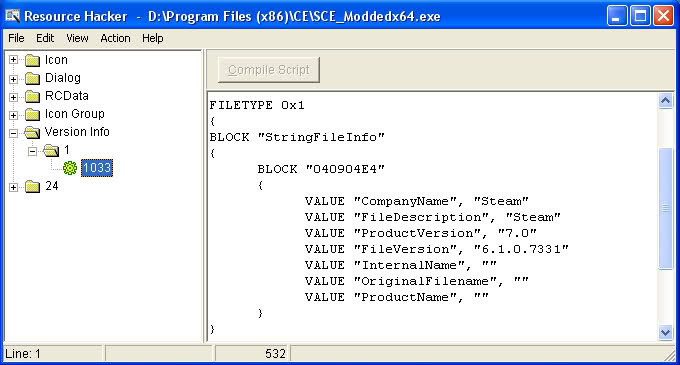 Resource Hacker  -  D:\Program Files (x86)\CE\SCE_Moddedx64.exe
File Edit View Action Help
Icon
Dialog
RCData
Icon Group
Version Info
1
1033
24
Compile Script
FILETYPE 0x1
{
BLOCK "StringFileInfo"
{
BLOCK "040904E4"
{
VALUE "CompanyName", "Steam"
VALUE "FileDescription", "Steam"
VALUE "ProductVersion", "7.0"
VALUE "FileVersion", "6.1.0.7331"
VALUE "InternalName", ""
VALUE "OriginalFilename", ""
VALUE "ProductName", ""
}
}
Line: 1 532